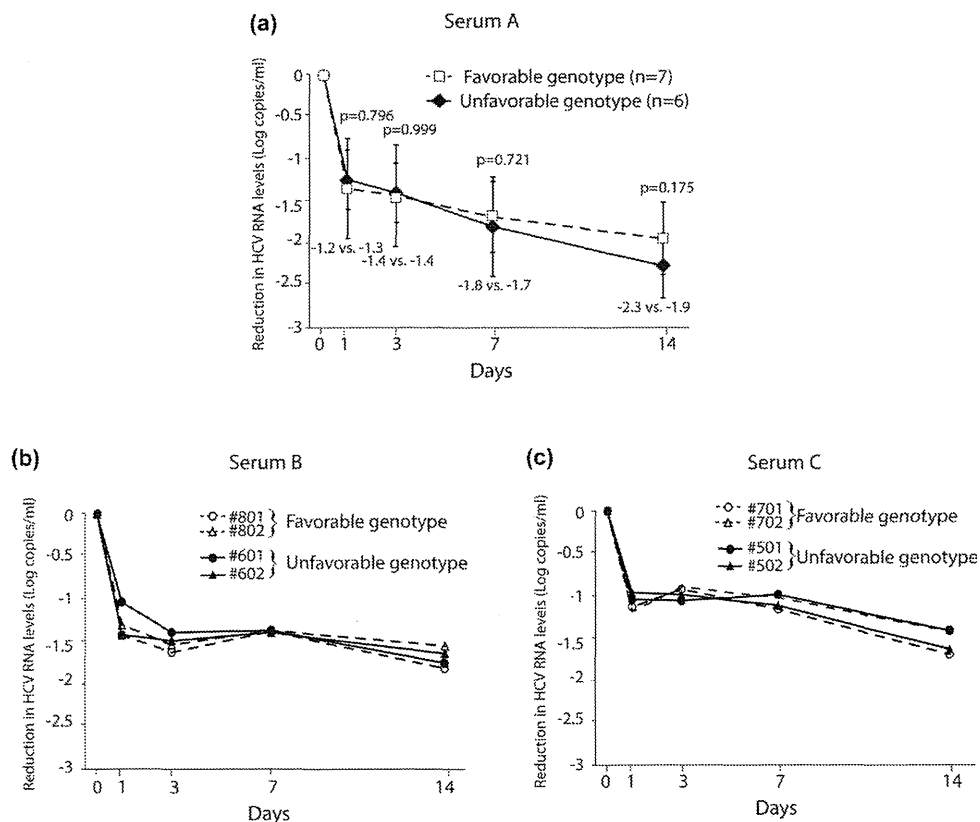 (a)
Serum A
Favorable genotype (n=7)
Unfavorable genotype (n=6)
Reduction in HCV RNA levels (Log copies/ml)
0
-0.5
-1
-1.5
-2
-2.5
-3
p=0.796
p=0.999
p=0.721
p=0.175
-1.2 vs. -1.3
-1.4 vs. -1.4
-1.8 vs. -1.7
-2.3 vs. -1.9
0 1 3 7 14
Days
(b)
Serum B
#801
#802
Favorable genotype
#601
#602
Unfavorable genotype
Reduction in HCV RNA levels (Log copies/ml)
0
-0.5
-1
-1.5
-2
-2.5
-3
0 1 3 7 14
Days
(c)
Serum C
#701
#702
Favorable genotype
#501
#502
Unfavorable genotype
Reduction in HCV RNA levels (Log copies/ml)
0
-0.5
-1
-1.5
-2
-2.5
-3
0 1 3 7 14
Days